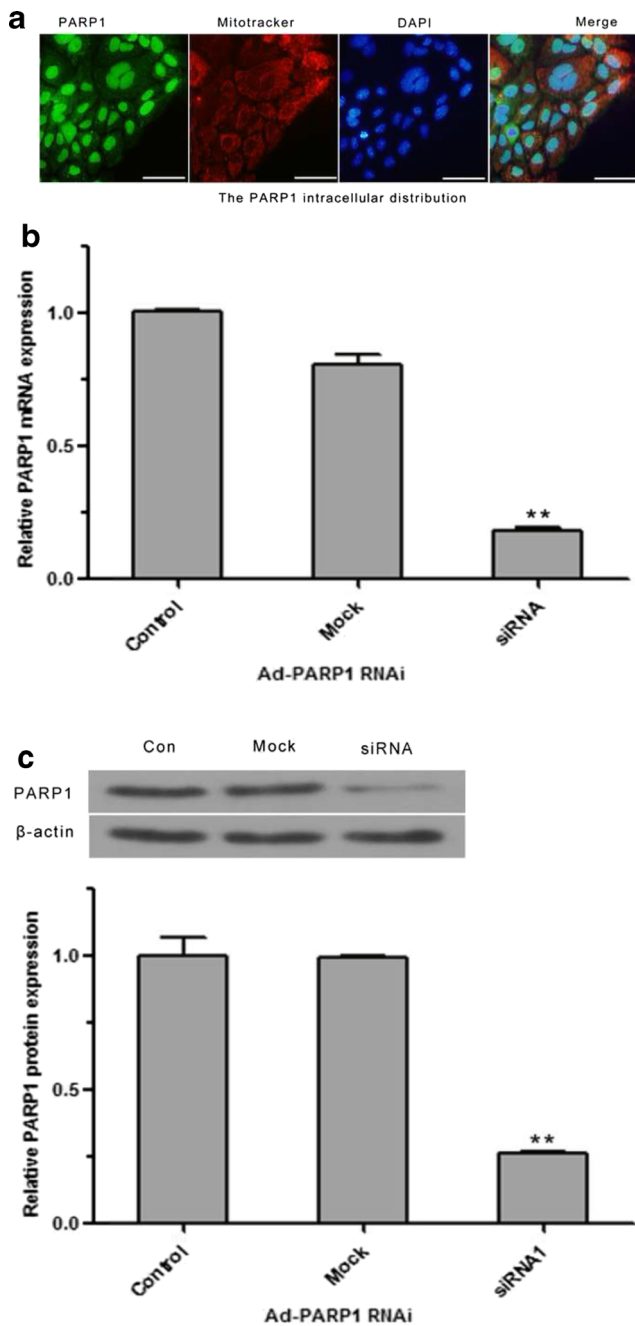 a
PARP1 Mitotracker DAPI Merge
The PARP1 intracellular distribution
b
Relative PARP1 mRNA expression
1.0
0.5
0.0
**
Control Mock siRNA
Ad-PARP1 RNAi
c
Con Mock siRNA
PARP1
β-actin
Relative PARP1 protein expression
1.0
0.5
0.0
**
Control Mock siRNA1
Ad-PARP1 RNAi